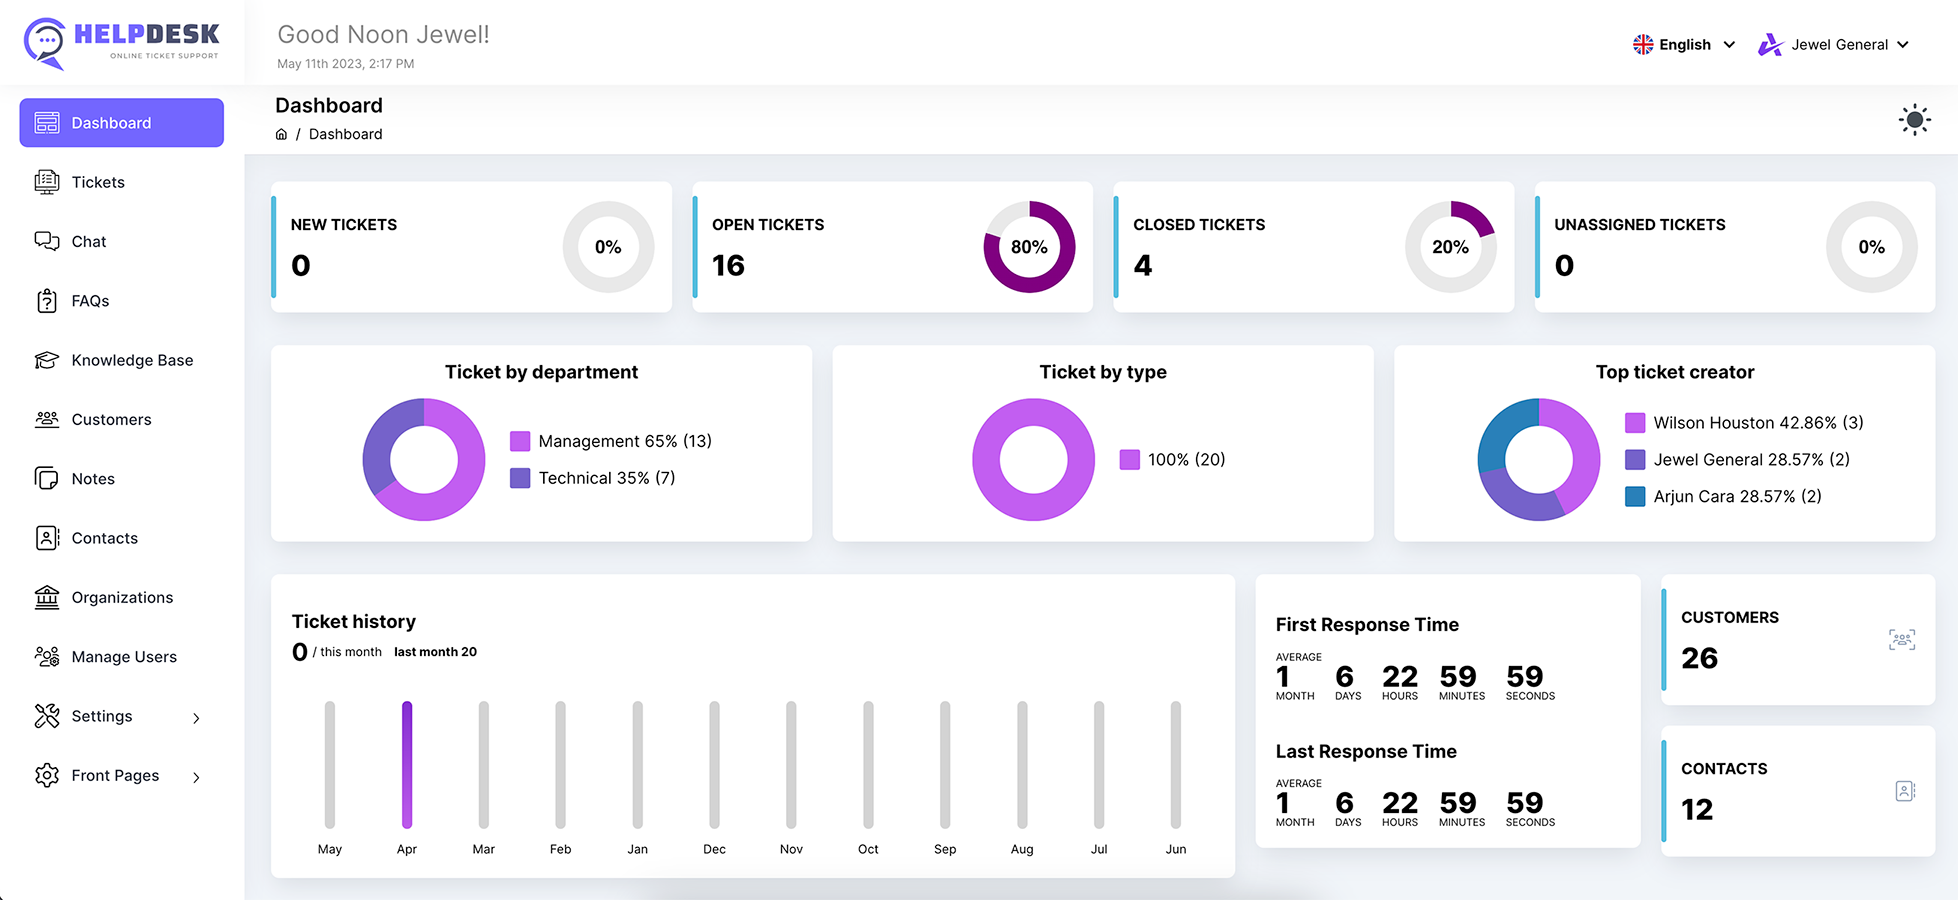 HELPDESK
ONLINE TICKET SUPPORT
Good Noon Jewel!
May 11th 2023, 2:17 PM
English
Jewel General
Dashboard
Tickets
Chat
FAQs
Knowledge Base
Customers
Notes
Contacts
Organizations
Manage Users
Settings
Front Pages
Dashboard
/ Dashboard
NEW TICKETS
0
0%
OPEN TICKETS
16
80%
CLOSED TICKETS
4
20%
UNASSIGNED TICKETS
0
0%
Ticket by department
Management 65% (13)
Technical 35% (7)
Ticket by type
100% (20)
Top ticket creator
Wilson Houston 42.86% (3)
Jewel General 28.57% (2)
Arjun Cara 28.57% (2)
Ticket history
0 / this month last month 20
May Apr Mar Feb Jan Dec Nov Oct Sep Aug Jul Jun
First Response Time
AVERAGE
1 6 22 59 59
MONTH DAYS HOURS MINUTES SECONDS
Last Response Time
AVERAGE
1 6 22 59 59
MONTH DAYS HOURS MINUTES SECONDS
CUSTOMERS
26
CONTACTS
12